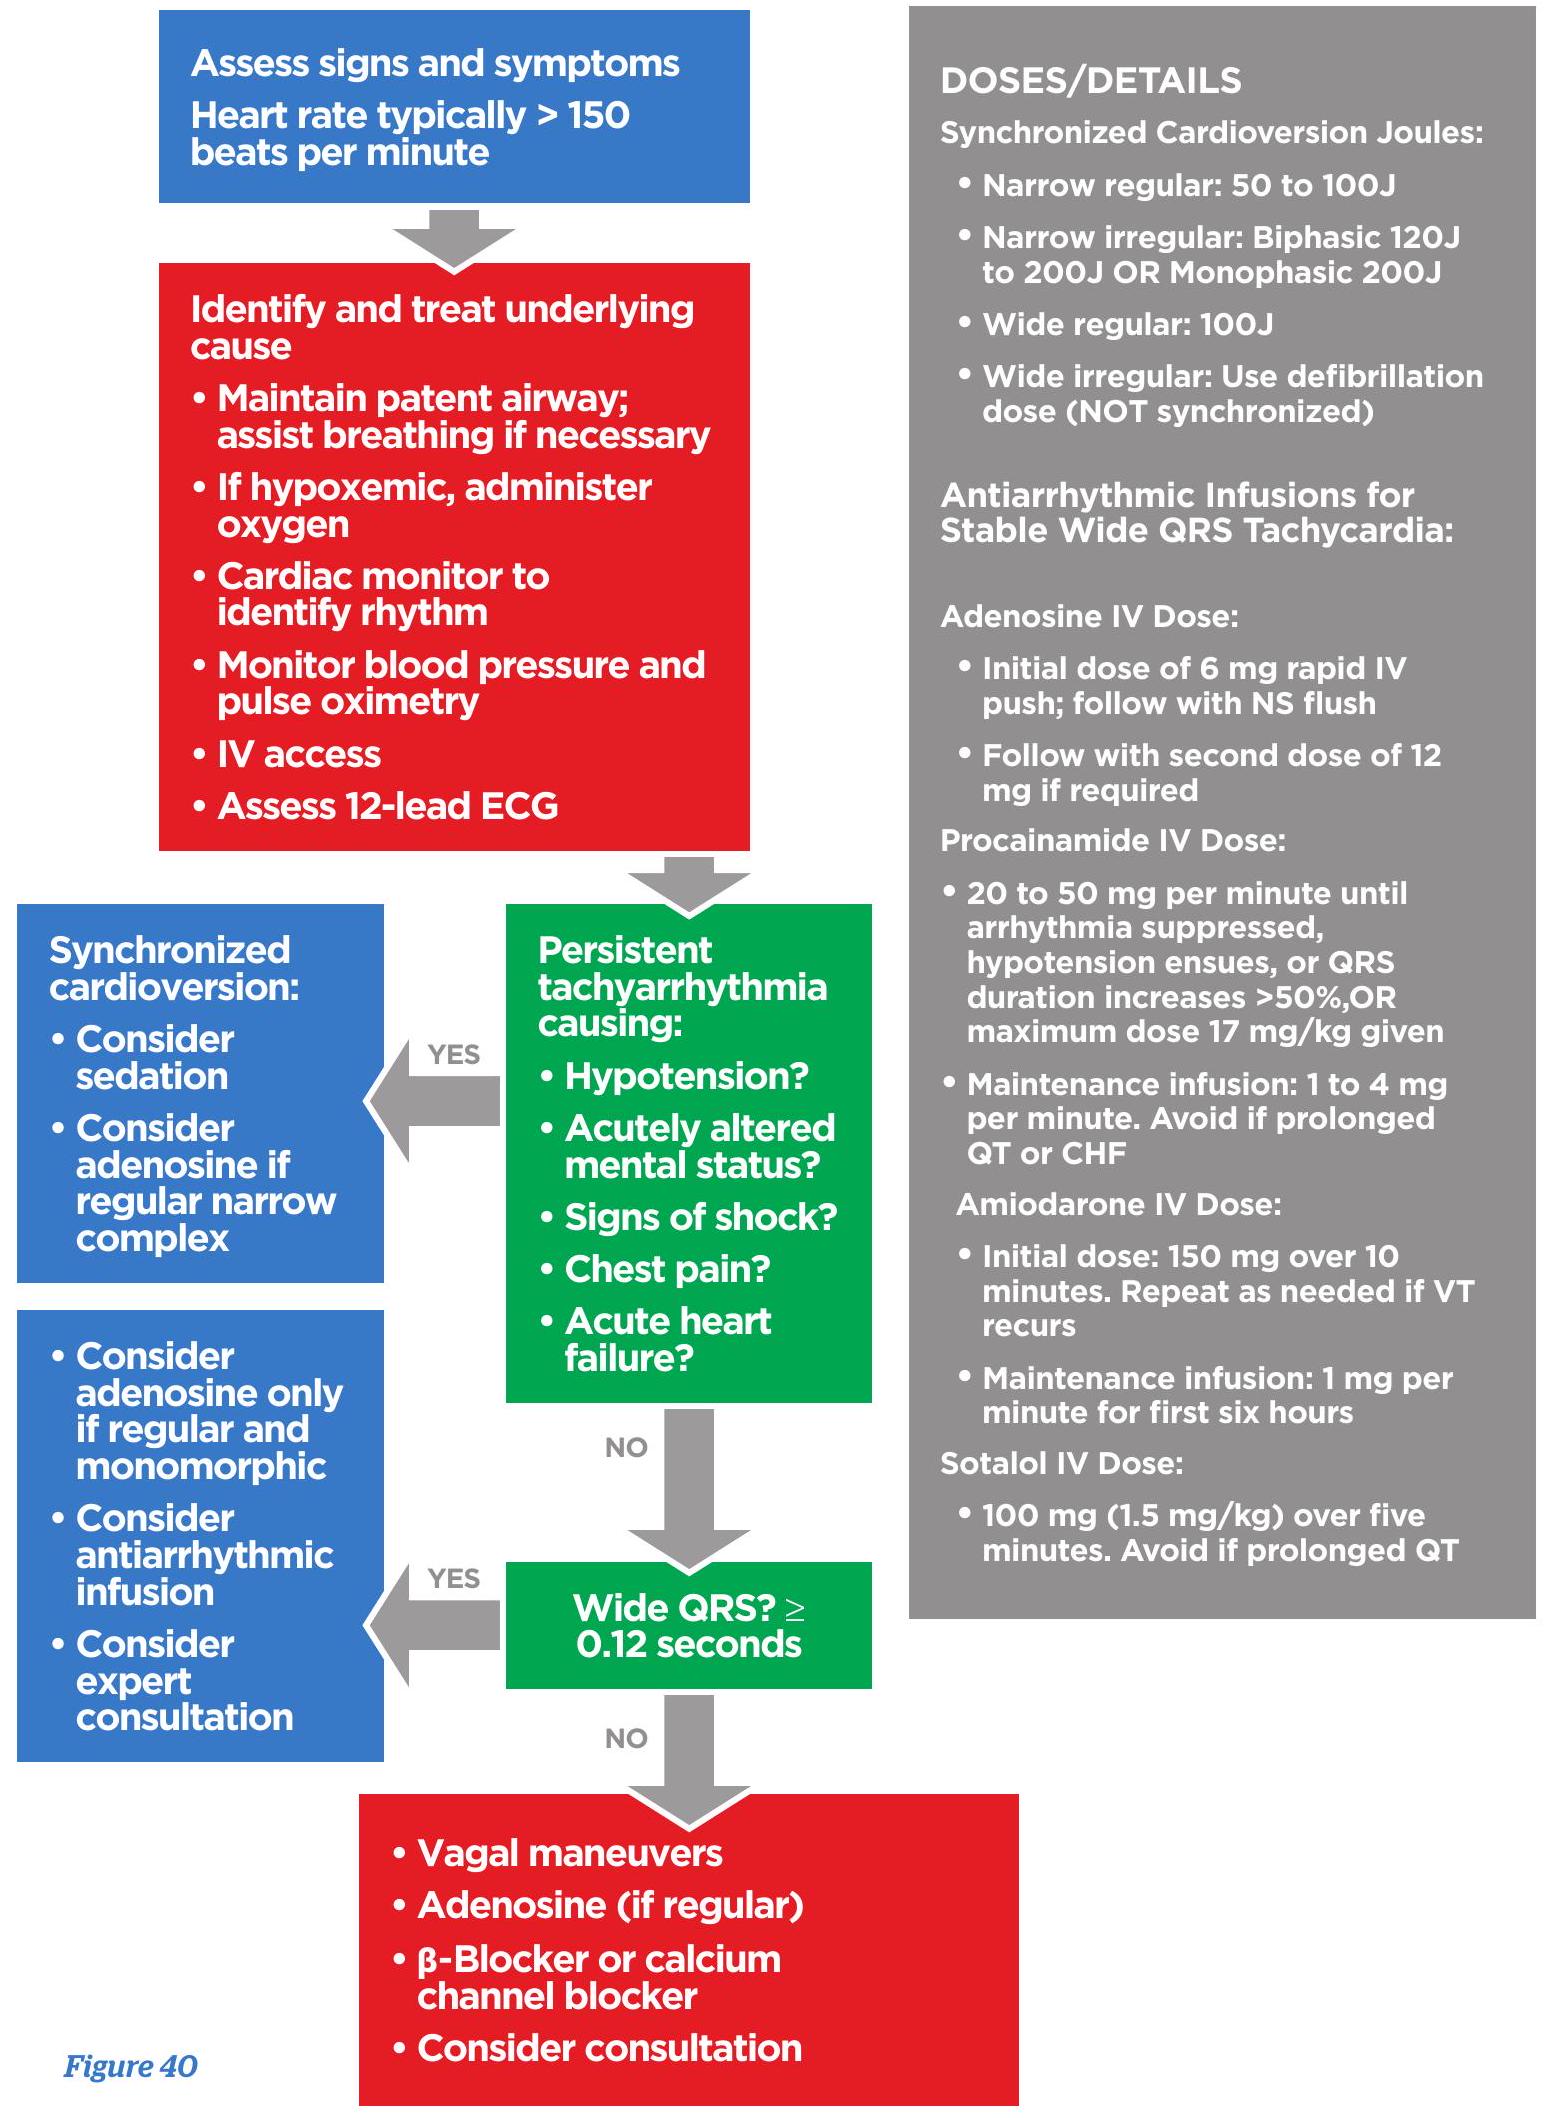 Assess signs and symptoms
Heart rate typically > 150
beats per minute
Identify and treat underlying
cause
• Maintain patent airway;
assist breathing if necessary
• If hypoxemic, administer
oxygen
• Cardiac monitor to
identify rhythm
• Monitor blood pressure and
pulse oximetry
• IV access
• Assess 12-lead ECG
Persistent
tachyarrhythmia
causing:
• Hypotension?
• Acutely altered
mental status?
• Signs of shock?
• Chest pain?
• Acute heart
failure?
YES
Synchronized
cardioversion:
• Consider
sedation
• Consider
adenosine if
regular narrow
complex
NO
Wide QRS? ≥
0.12 seconds
YES
• Consider
adenosine only
if regular and
monomorphic
• Consider
antiarrhythmic
infusion
• Consider
expert
consultation
NO
• Vagal maneuvers
• Adenosine (if regular)
• β-Blocker or calcium
channel blocker
• Consider consultation
Figure 40
DOSES/DETAILS
Synchronized Cardioversion Joules:
• Narrow regular: 50 to 100J
• Narrow irregular: Biphasic 120J
to 200J OR Monophasic 200J
• Wide regular: 100J
• Wide irregular: Use defibrillation
dose (NOT synchronized)
Antiarrhythmic Infusions for
Stable Wide QRS Tachycardia:
Adenosine IV Dose:
• Initial dose of 6 mg rapid IV
push; follow with NS flush
• Follow with second dose of 12
mg if required
Procainamide IV Dose:
• 20 to 50 mg per minute until
arrhythmia suppressed,
hypotension ensues, or QRS
duration increases >50%,OR
maximum dose 17 mg/kg given
• Maintenance infusion: 1 to 4 mg
per minute. Avoid if prolonged
QT or CHF
Amiodarone IV Dose:
• Initial dose: 150 mg over 10
minutes. Repeat as needed if VT
recurs
• Maintenance infusion: 1 mg per
minute for first six hours
Sotalol IV Dose:
• 100 mg (1.5 mg/kg) over five
minutes. Avoid if prolonged QT